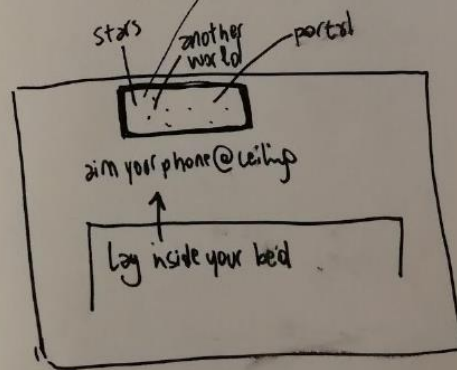 stars
another
world
portal
aim your phone @ ceiling
Lay inside your bed